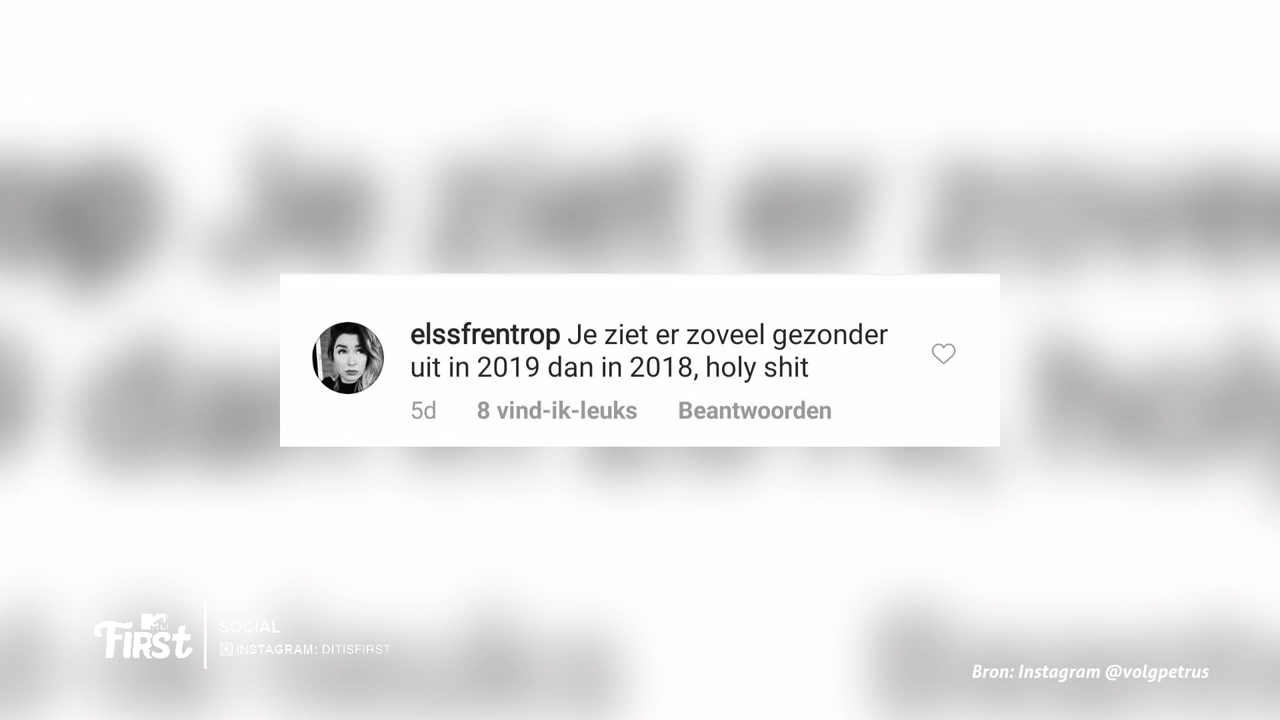 elssfrentrop Je ziet er zoveel gezonder
uit in 2019 dan in 2018, holy shit
5d 8 vind-ik-leuks Beantwoorden
MTV
FIRST
SOCIAL
INSTAGRAM: DITISFIRST
Bron: Instagram @volgpetrus